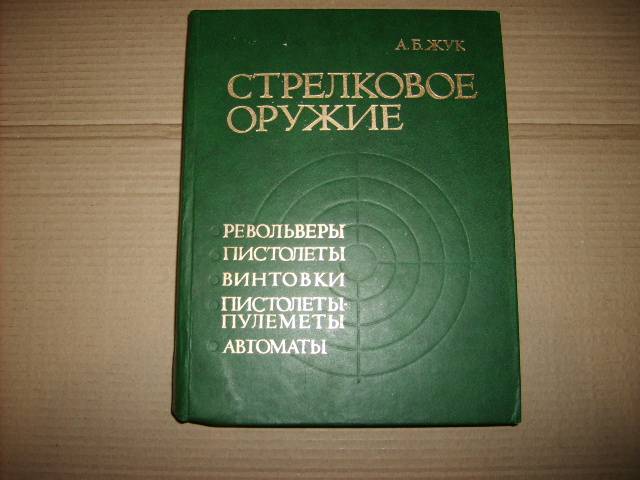 А.Б.ЖУК
СТРЕЛКОВОЕ
ОРУЖИЕ
РЕВОЛЬВЕРЫ
ПИСТОЛЕТЫ
ВИНТОВКИ
ПИСТОЛЕТЫ-
ПУЛЕМЕТЫ
АВТОМАТЫ